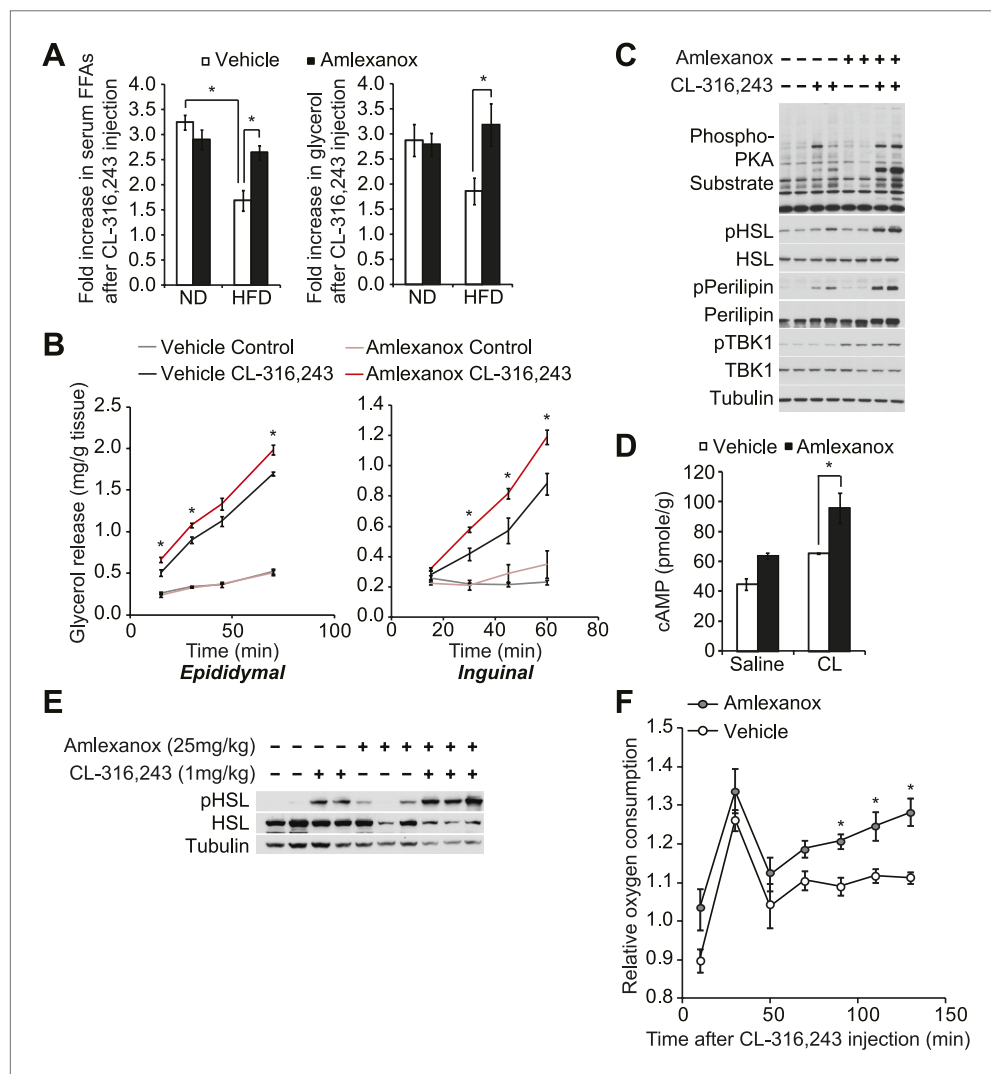 A
Vehicle Amlexanox
Fold increase in serum FFAs
after CL-316,243 injection
4.0
3.5
3.0
2.5
2.0
1.5
1.0
0.5
0.0
* *
ND HFD
Fold increase in glycerol
after CL-316,243 injection
4.0
3.5
3.0
2.5
2.0
1.5
1.0
0.5
0.0
*
ND HFD
B
Vehicle Control Amlexanox Control
Vehicle CL-316,243 Amlexanox CL-316,243
Glycerol release (mg/g tissue)
2.5
2.0
1.5
1.0
0.5
0.0
* * *
0 50 100
Time (min)
Epididymal
1.4
1.2
1.0
0.8
0.6
0.4
0.2
0.0
* * *
0 20 40 60 80
Time (min)
Inguinal
C
Amlexanox − − − − + + + +
CL-316,243 − − + + − − + +
Phospho-
PKA
Substrate
pHSL
HSL
pPerilipin
Perilipin
pTBK1
TBK1
Tubulin
D
Vehicle Amlexanox
cAMP (pmole/g)
120
100
80
60
40
20
0
*
Saline CL
E
Amlexanox (25mg/kg) − − − − + + + + + +
CL-316,243 (1mg/kg) − − + + − − − + + +
pHSL
HSL
Tubulin
F
Amlexanox
Vehicle
Relative oxygen consumption
1.5
1.4
1.3
1.2
1.1
1.0
0.9
0.8
* * *
0 50 100 150
Time after CL-316,243 injection (min)